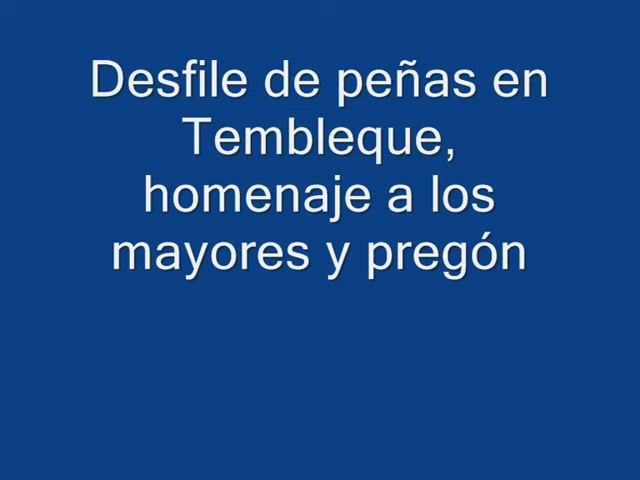 Desfile de peñas en
Tembleque,
homenaje a los
mayores y pregón